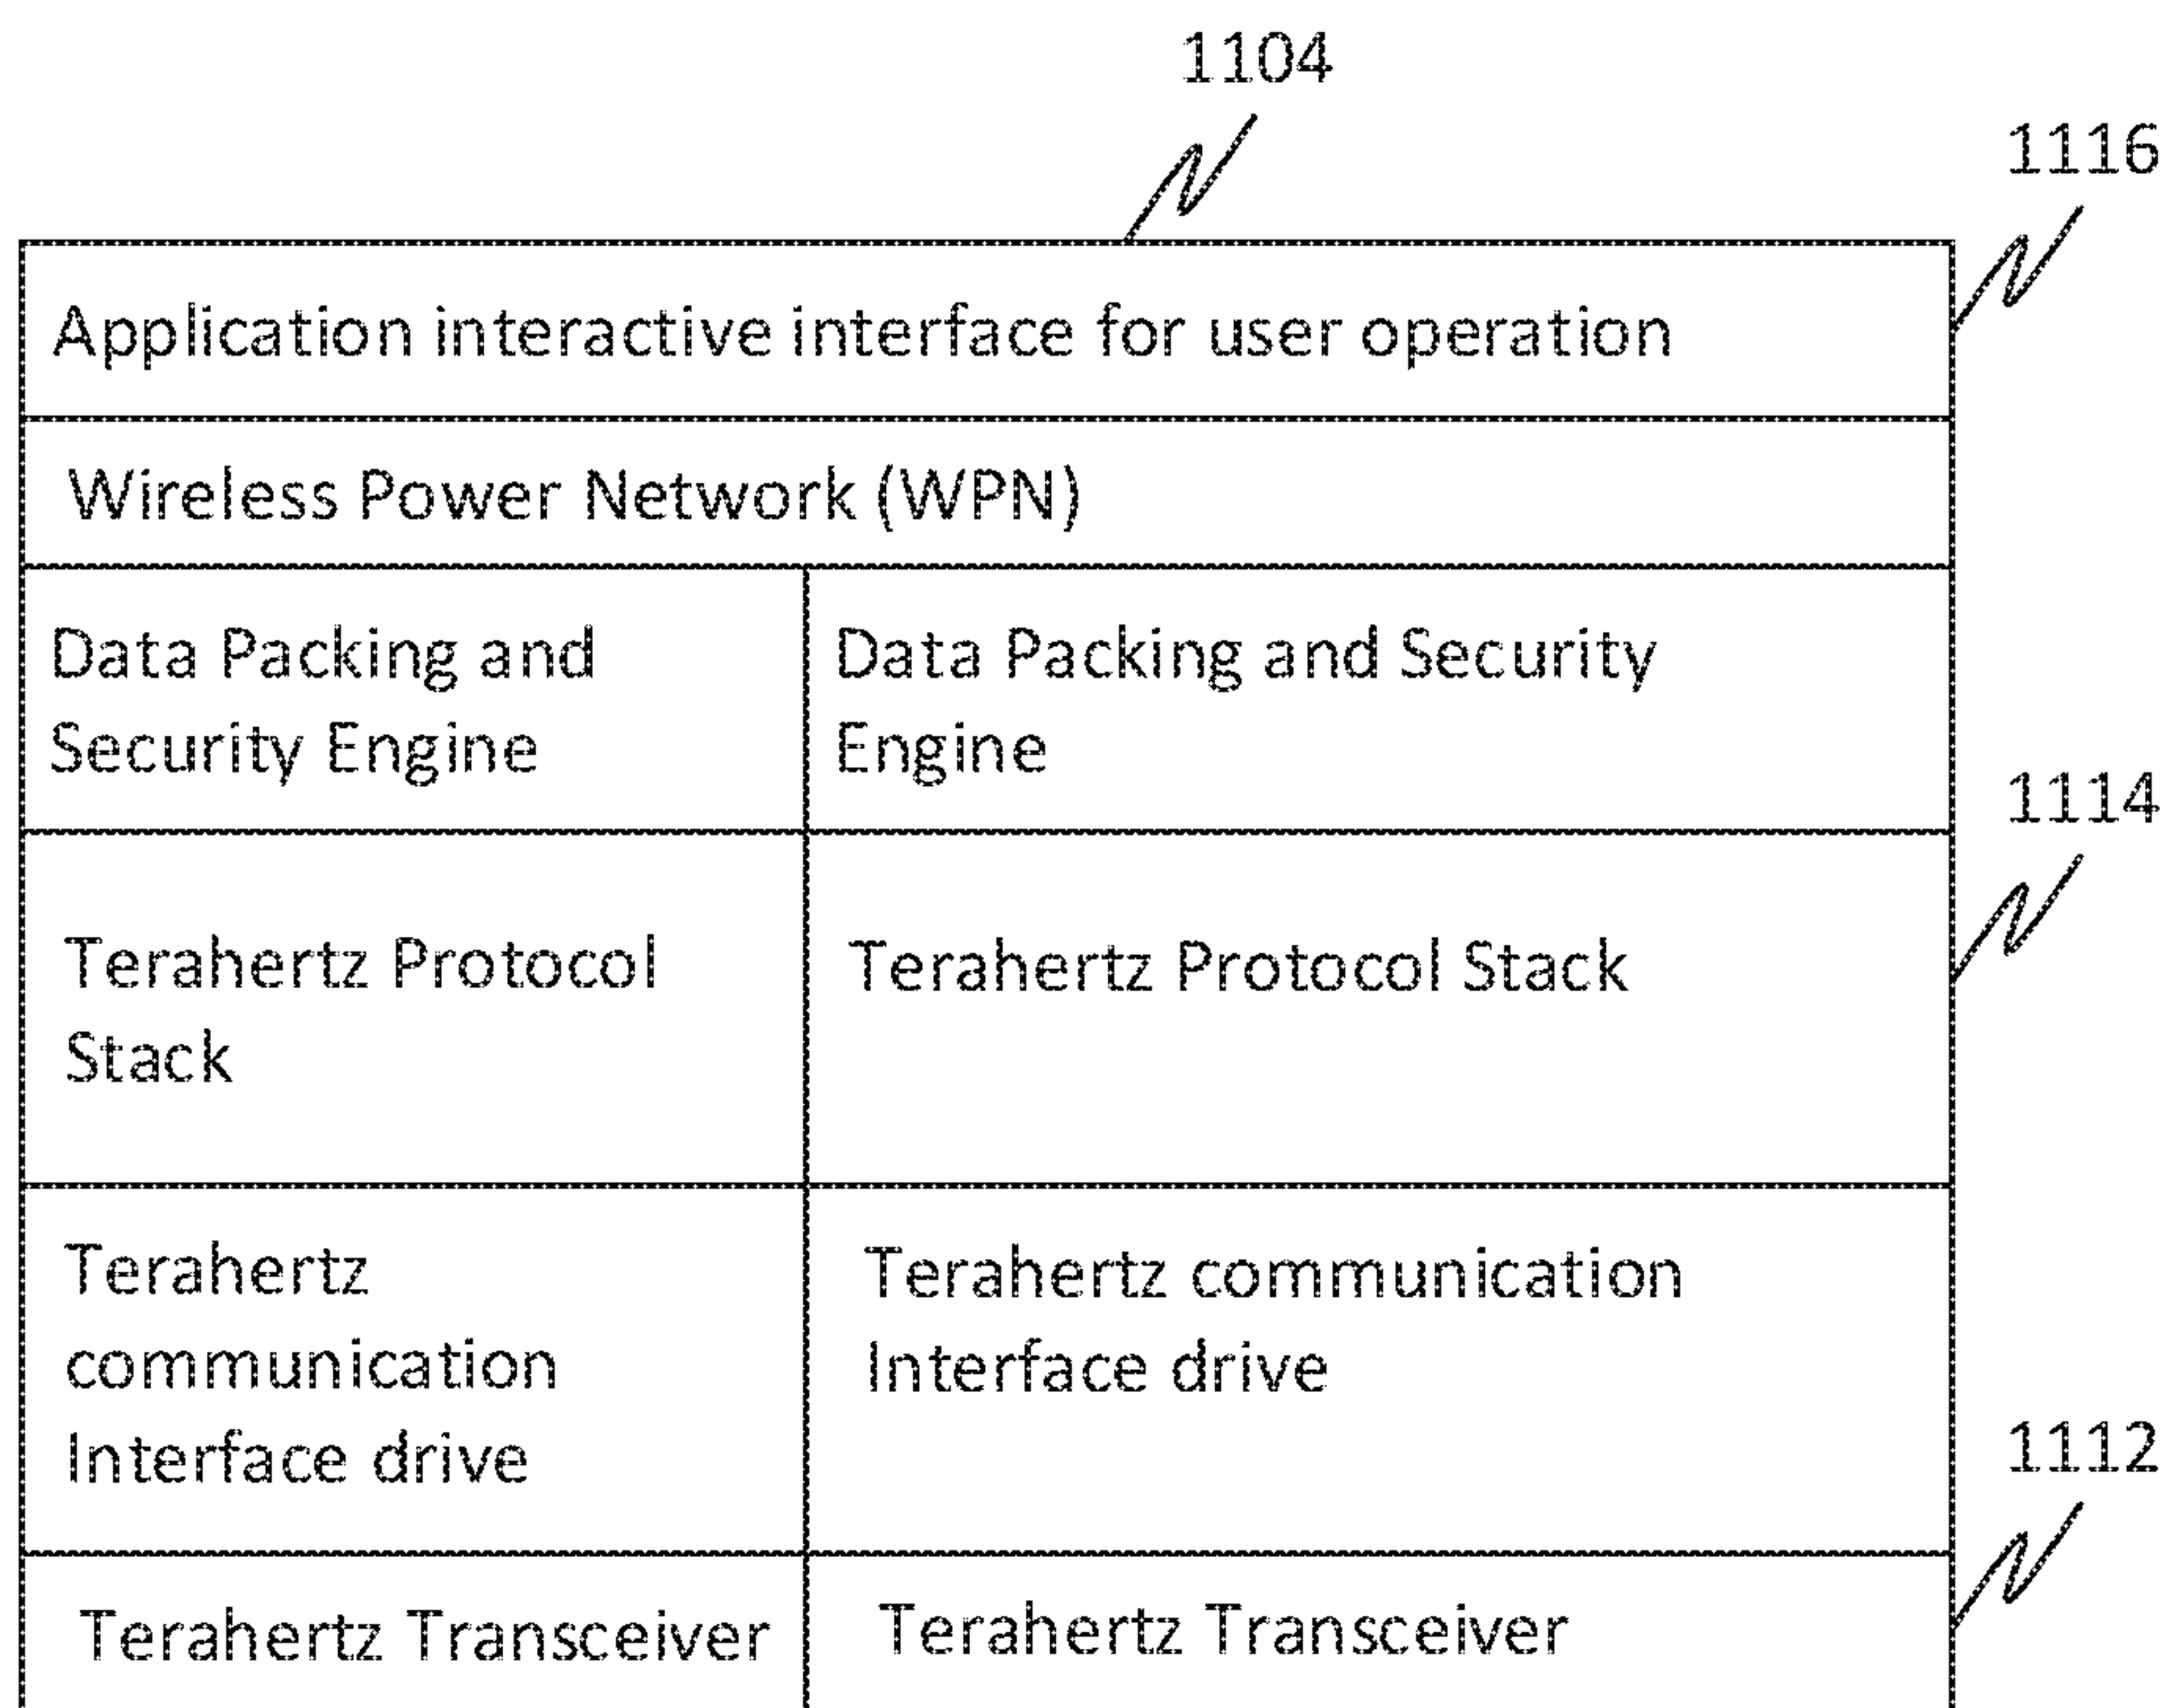 1104
1116
Application interactive interface for user operation
Wireless Power Network (WPN)
Data Packing and
Security Engine
Data Packing and Security
Engine
1114
Terahertz Protocol
Stack
Terahertz Protocol Stack
Terahertz
communication
Interface drive
Terahertz communication
Interface drive
1112
Terahertz Transceiver
Terahertz Transceiver